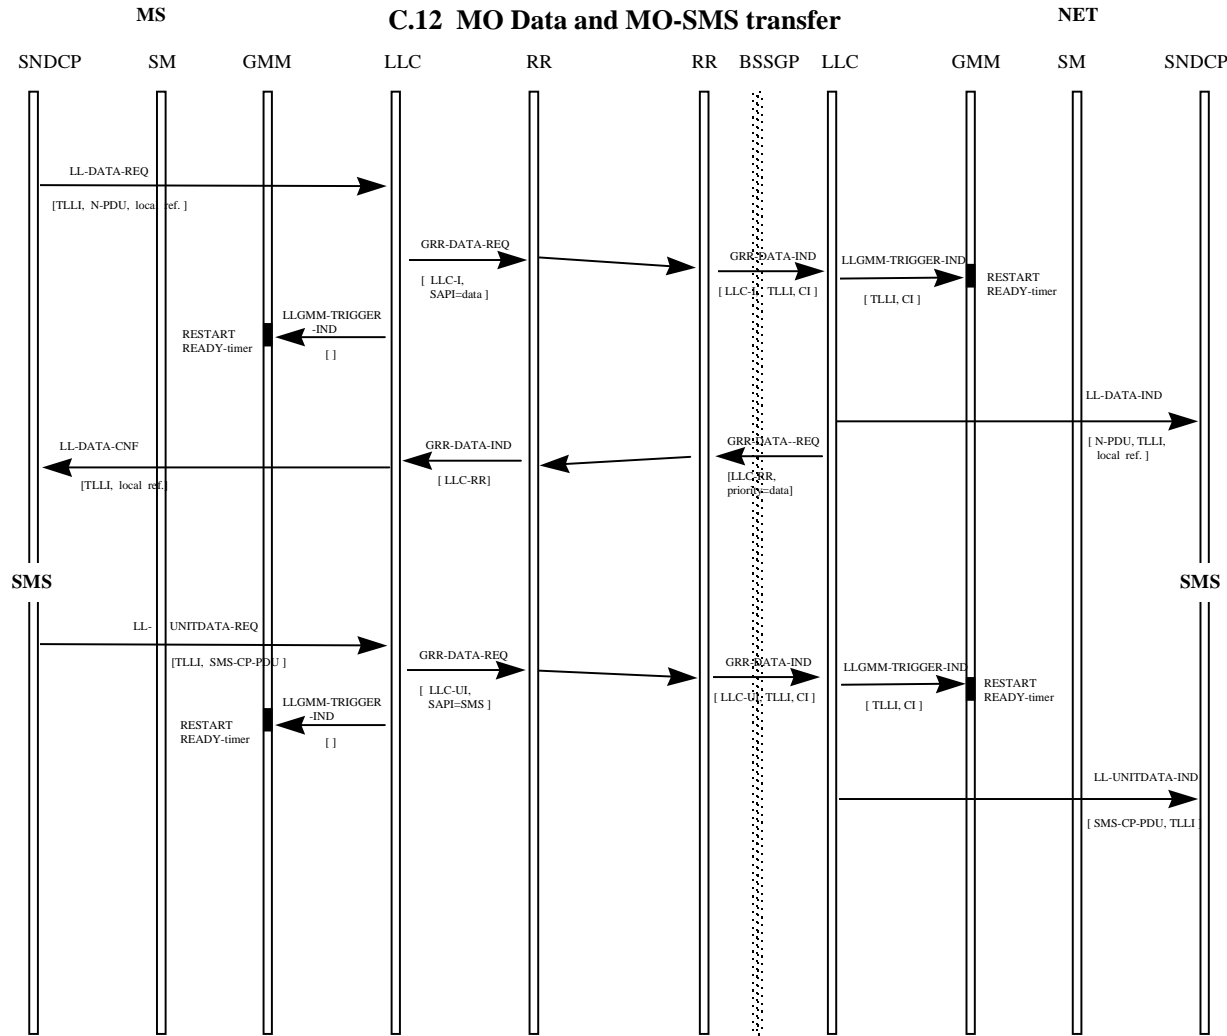 MS C.12 MO Data and MO-SMS transfer NET
SNDCP SM GMM LLC RR RR BSSGP LLC GMM SM SNDCP
LL-DATA-REQ
[TLLI, N-PDU, local ref. ]
GRR-DATA-REQ
[ LLC-I,
SAPI=data ]
GRR-DATA-IND
[ LLC-I, TLLI, CI ]
LLGMM-TRIGGER-IND
[ TLLI, CI ]
RESTART
READY-timer
LLGMM-TRIGGER
-IND
[ ]
RESTART
READY-timer
LL-DATA-IND
[ N-PDU, TLLI,
local ref. ]
GRR-DATA--REQ
[LLC-RR,
priority=data]
GRR-DATA-IND
[ LLC-RR]
LL-DATA-CNF
[TLLI, local ref.]
SMS SMS
LL- UNITDATA-REQ
[TLLI, SMS-CP-PDU ]
GRR-DATA-REQ
[ LLC-UI,
SAPI=SMS ]
GRR-DATA-IND
[ LLC-UI, TLLI, CI ]
LLGMM-TRIGGER-IND
[ TLLI, CI ]
RESTART
READY-timer
LLGMM-TRIGGER
-IND
[ ]
RESTART
READY-timer
LL-UNITDATA-IND
[ SMS-CP-PDU, TLLI ]